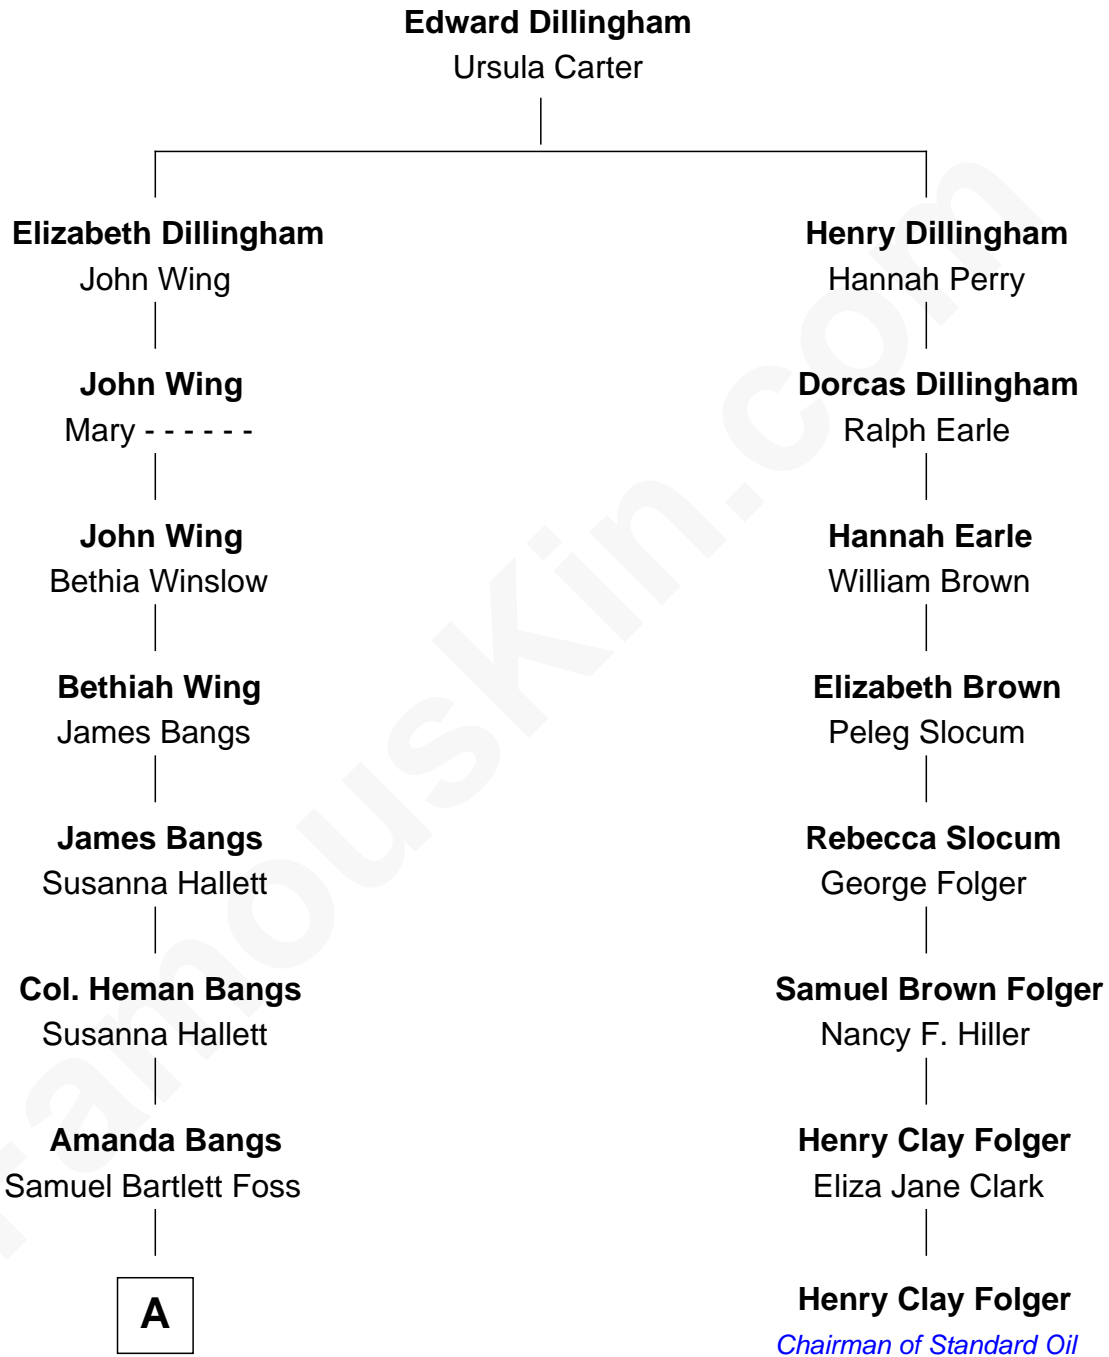 Edward Dillingham
Ursula Carter
Elizabeth Dillingham
John Wing
Henry Dillingham
Hannah Perry
John Wing
Mary - - - - - -
Dorcas Dillingham
Ralph Earle
John Wing
Bethia Winslow
Hannah Earle
William Brown
Bethiah Wing
James Bangs
Elizabeth Brown
Peleg Slocum
James Bangs
Susanna Hallett
Rebecca Slocum
George Folger
Col. Heman Bangs
Susanna Hallett
Samuel Brown Folger
Nancy F. Hiller
Amanda Bangs
Samuel Bartlett Foss
Henry Clay Folger
Eliza Jane Clark
A
Henry Clay Folger
Chairman of Standard Oil
FamousKin.com